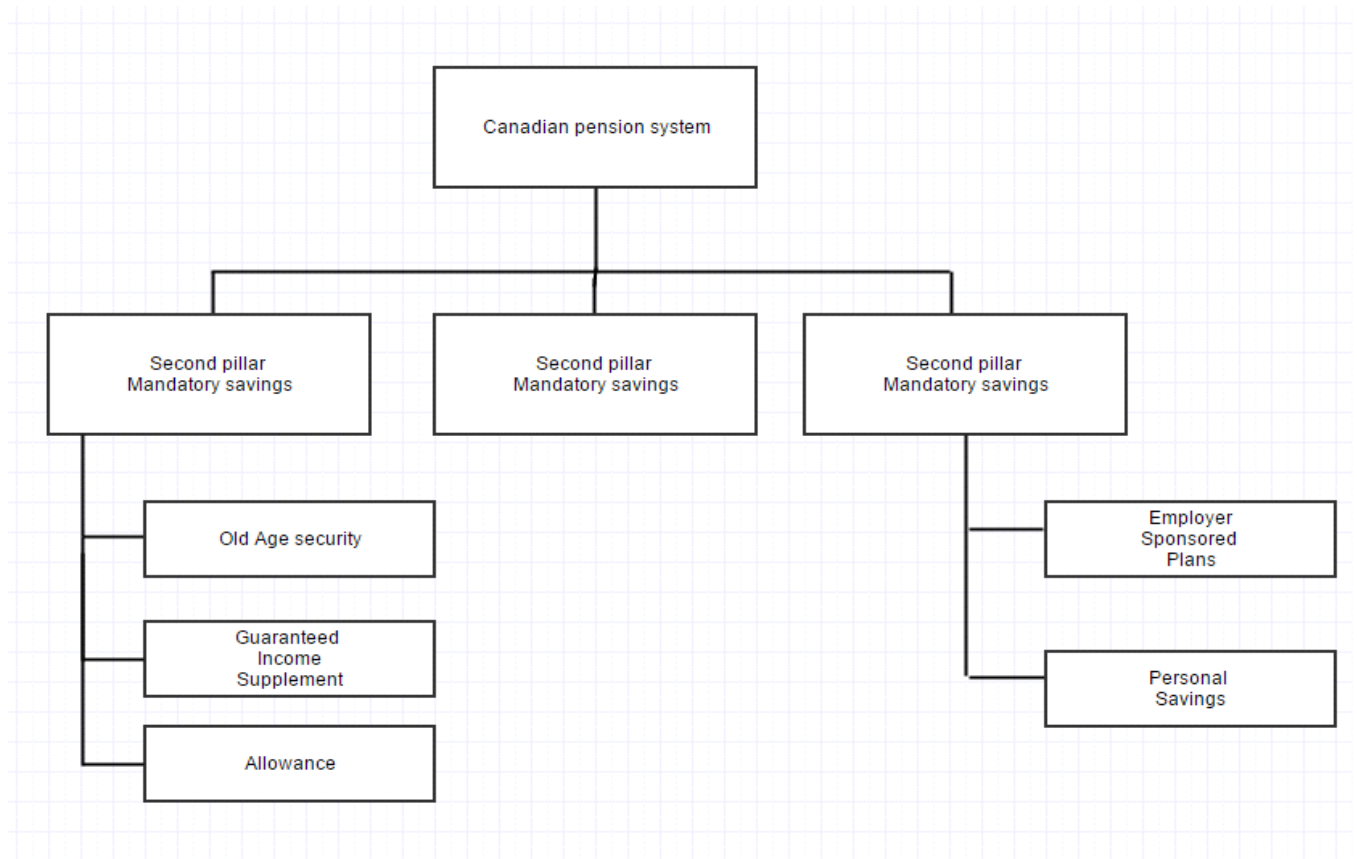 Canadian pension system
Second pillar
Mandatory savings
Second pillar
Mandatory savings
Second pillar
Mandatory savings
Old Age security
Guaranteed
Income
Supplement
Allowance
Employer
Sponsored
Plans
Personal
Savings